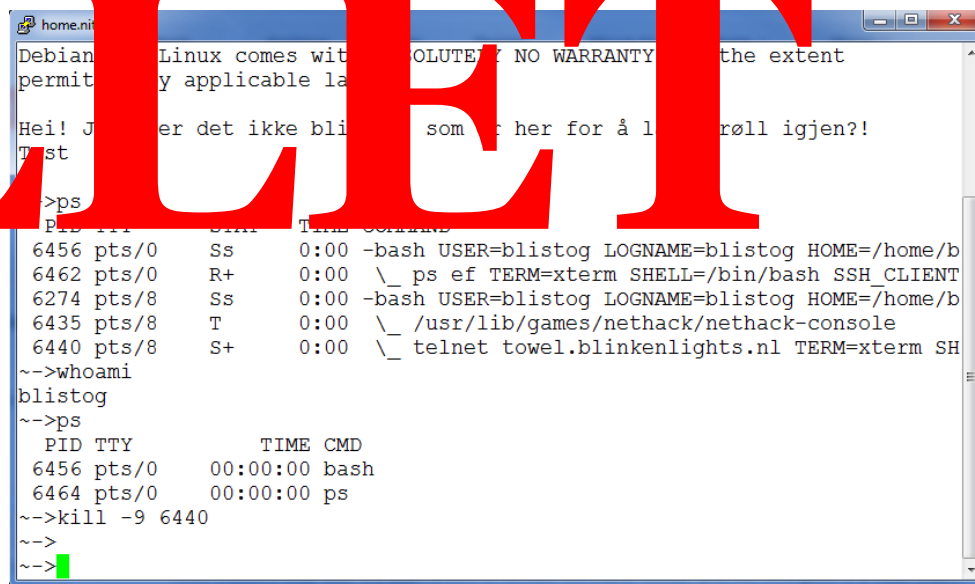 home.nit
LLET
Debian Linux comes wit SOLUTELY NO WARRANTY the extent
permit y applicable la
Hei! J er det ikke bli som her for å la røll igjen?!
T st
>ps
PID TTY STAT TIME COMMAND
6456 pts/0 Ss 0:00 -bash USER=blistog LOGNAME=blistog HOME=/home/b
6462 pts/0 R+ 0:00 \_ ps ef TERM=xterm SHELL=/bin/bash SSH_CLIENT
6274 pts/8 Ss 0:00 -bash USER=blistog LOGNAME=blistog HOME=/home/b
6435 pts/8 T 0:00 \_ /usr/lib/games/nethack/nethack-console
6440 pts/8 S+ 0:00 \_ telnet towel.blinkenlights.nl TERM=xterm SH
~->whoami
blistog
~->ps
PID TTY TIME CMD
6456 pts/0 00:00:00 bash
6464 pts/0 00:00:00 ps
~->kill -9 6440
~->
~->